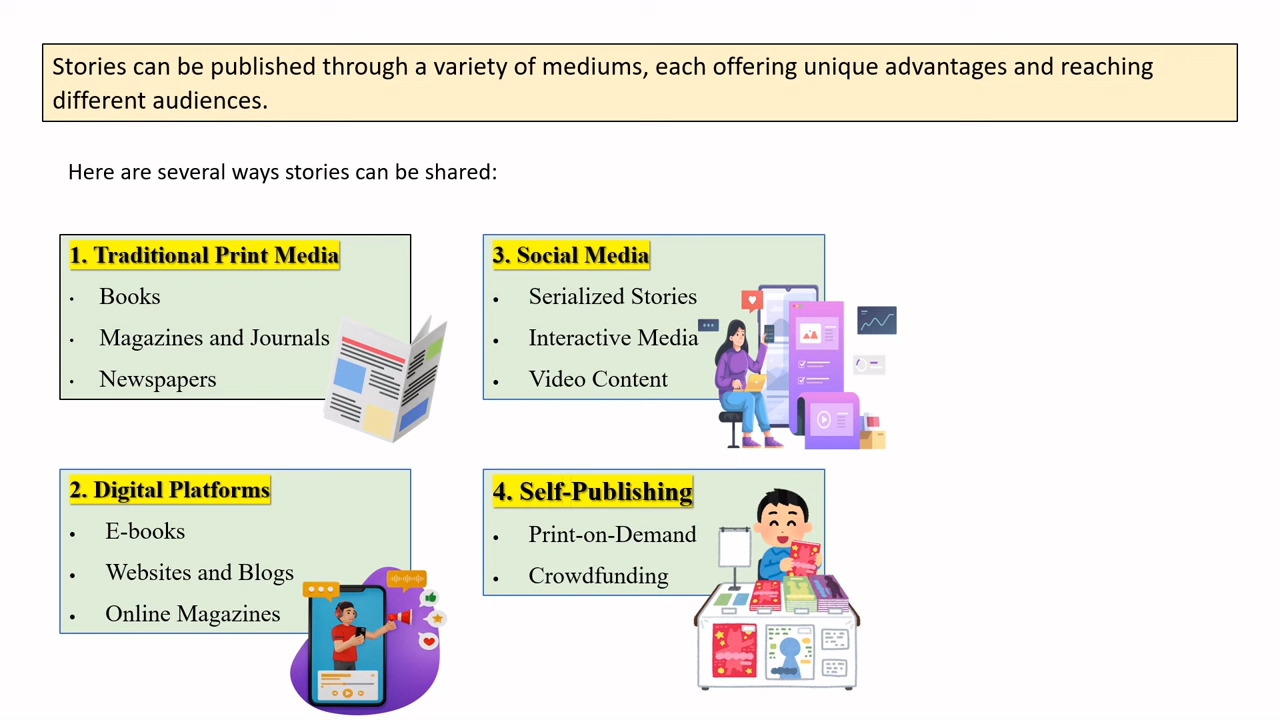 Stories can be published through a variety of mediums, each offering unique advantages and reaching
different audiences.
Here are several ways stories can be shared:
1. Traditional Print Media
• Books
• Magazines and Journals
• Newspapers
2. Digital Platforms
• E-books
• Websites and Blogs
• Online Magazines
3. Social Media
• Serialized Stories
• Interactive Media
• Video Content
4. Self-Publishing
• Print-on-Demand
• Crowdfunding